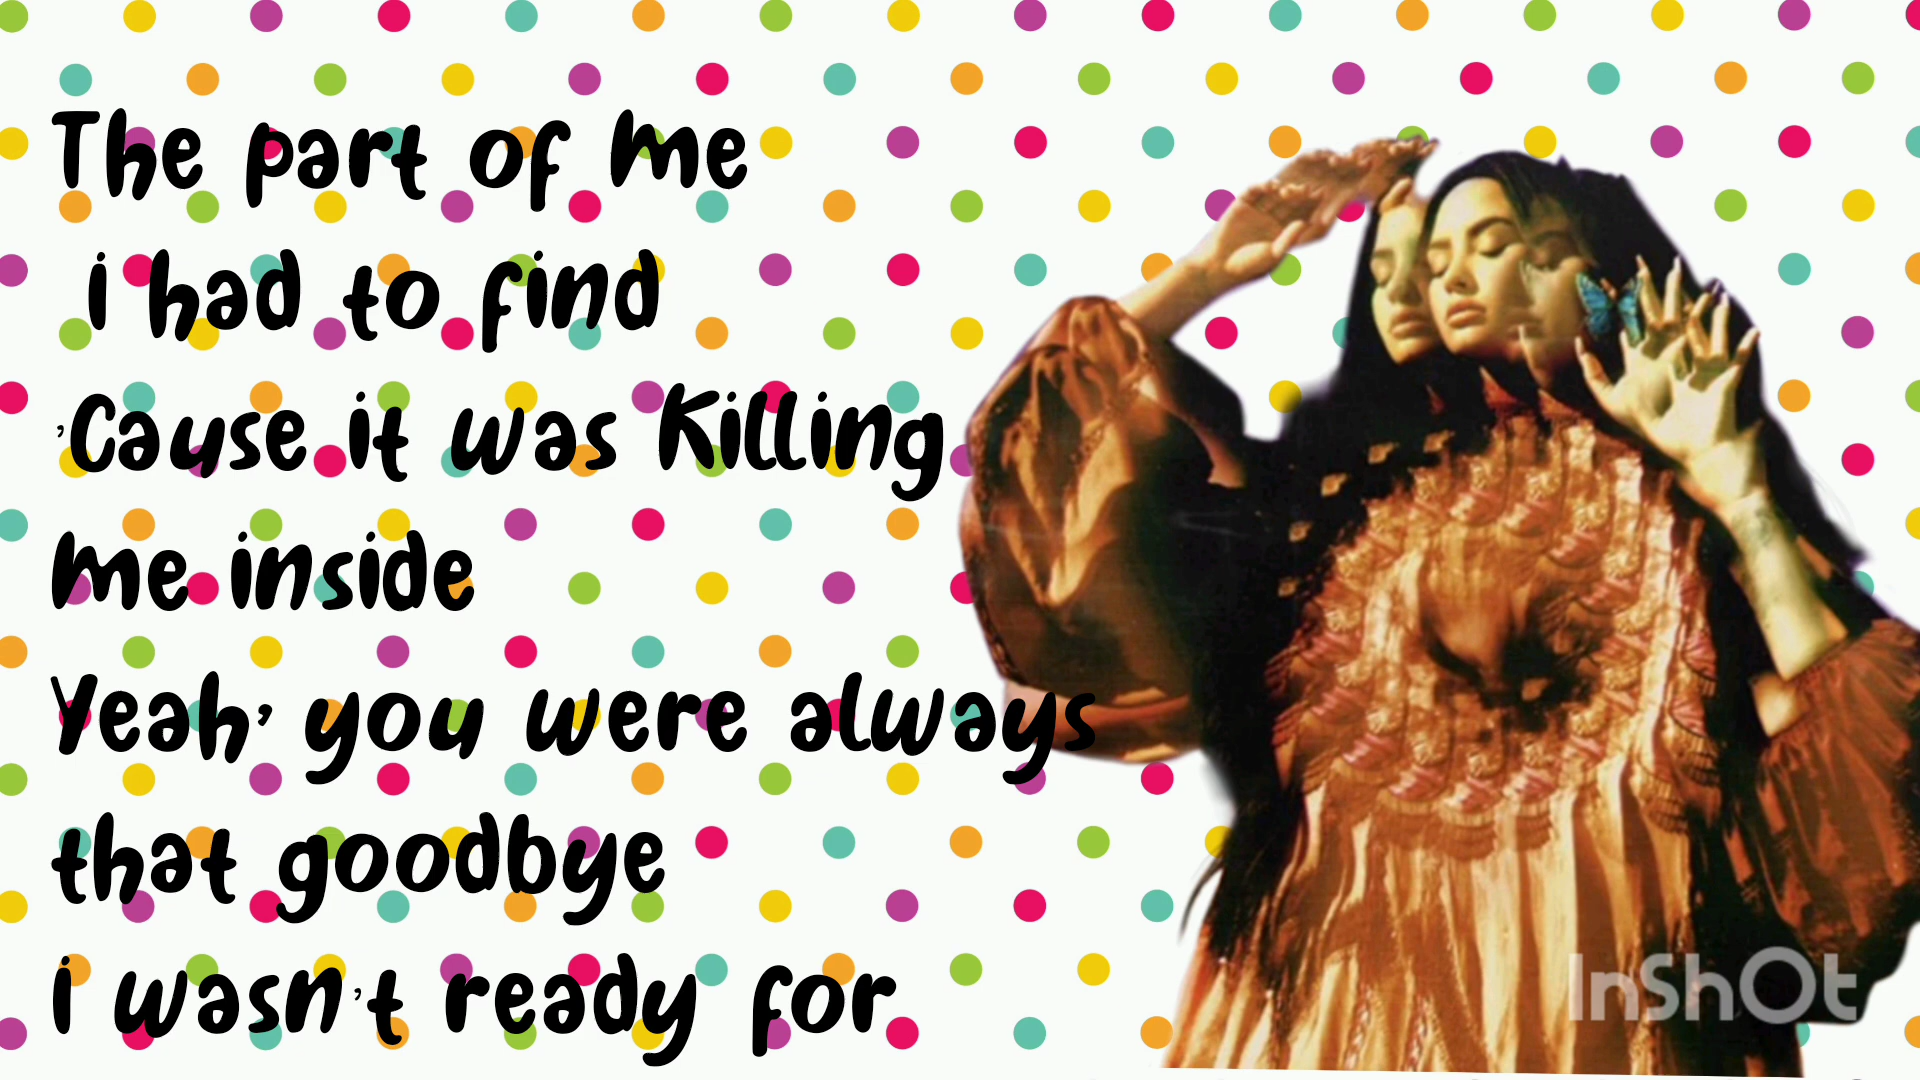 The part of me
i had to find
'Cause it was Killing
me inside
Yeah, you were always
that goodbye
i wasn't ready for
InShOt